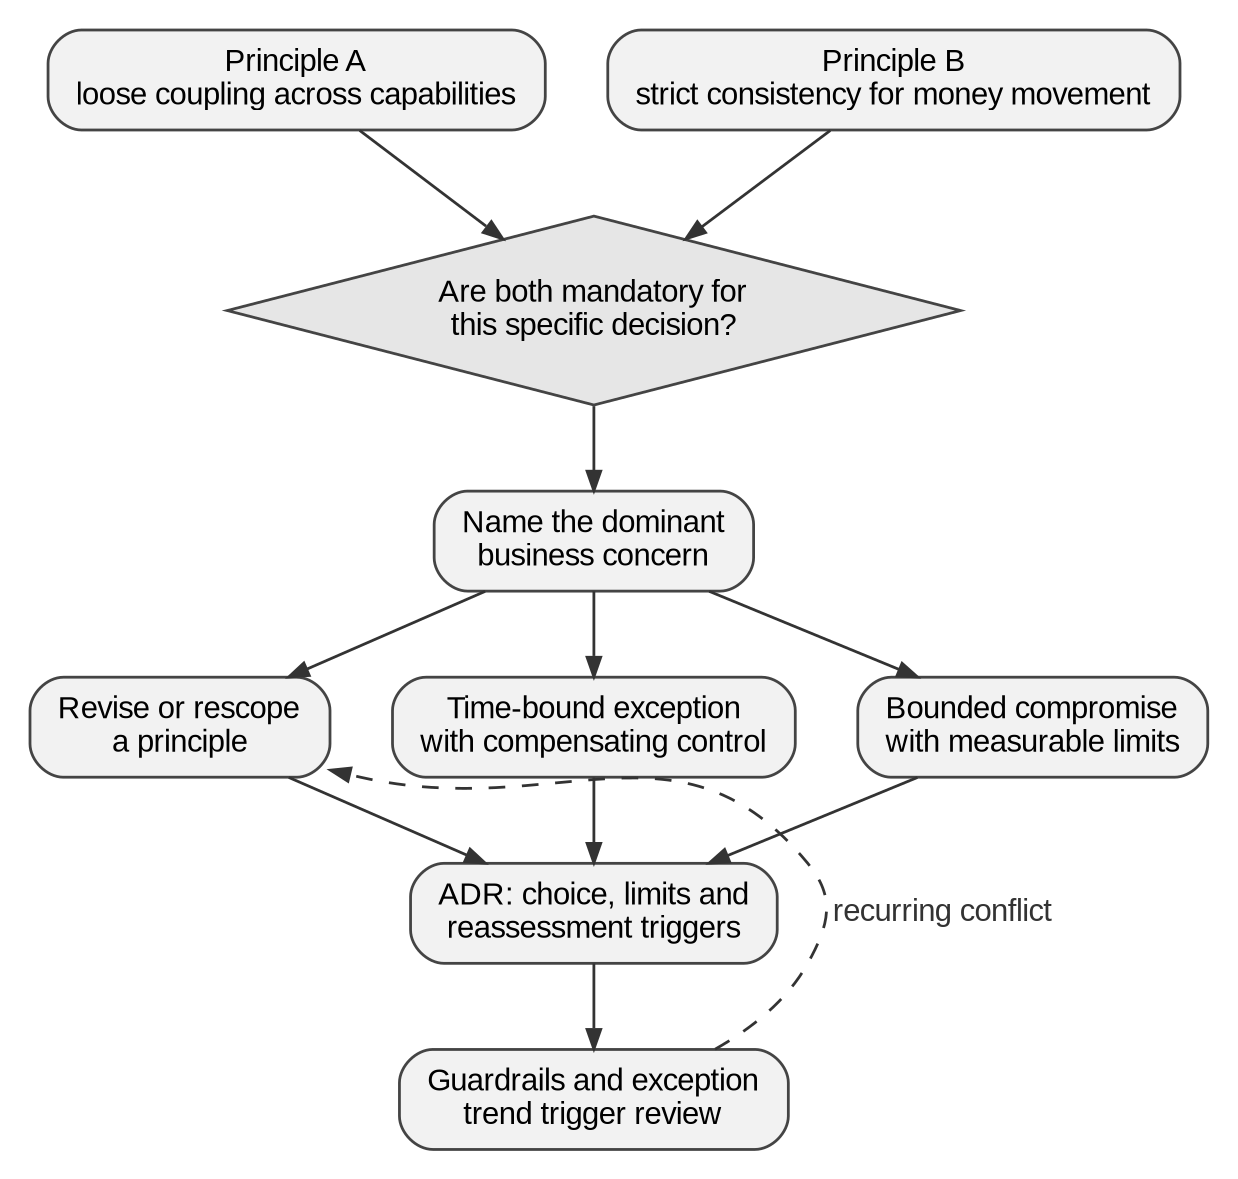 Principle A
loose coupling across capabilities
Principle B
strict consistency for money movement
Are both mandatory for
this specific decision?
Name the dominant
business concern
Revise or rescope
a principle
Time-bound exception
with compensating control
Bounded compromise
with measurable limits
ADR: choice, limits and
reassessment triggers
recurring conflict
Guardrails and exception
trend trigger review